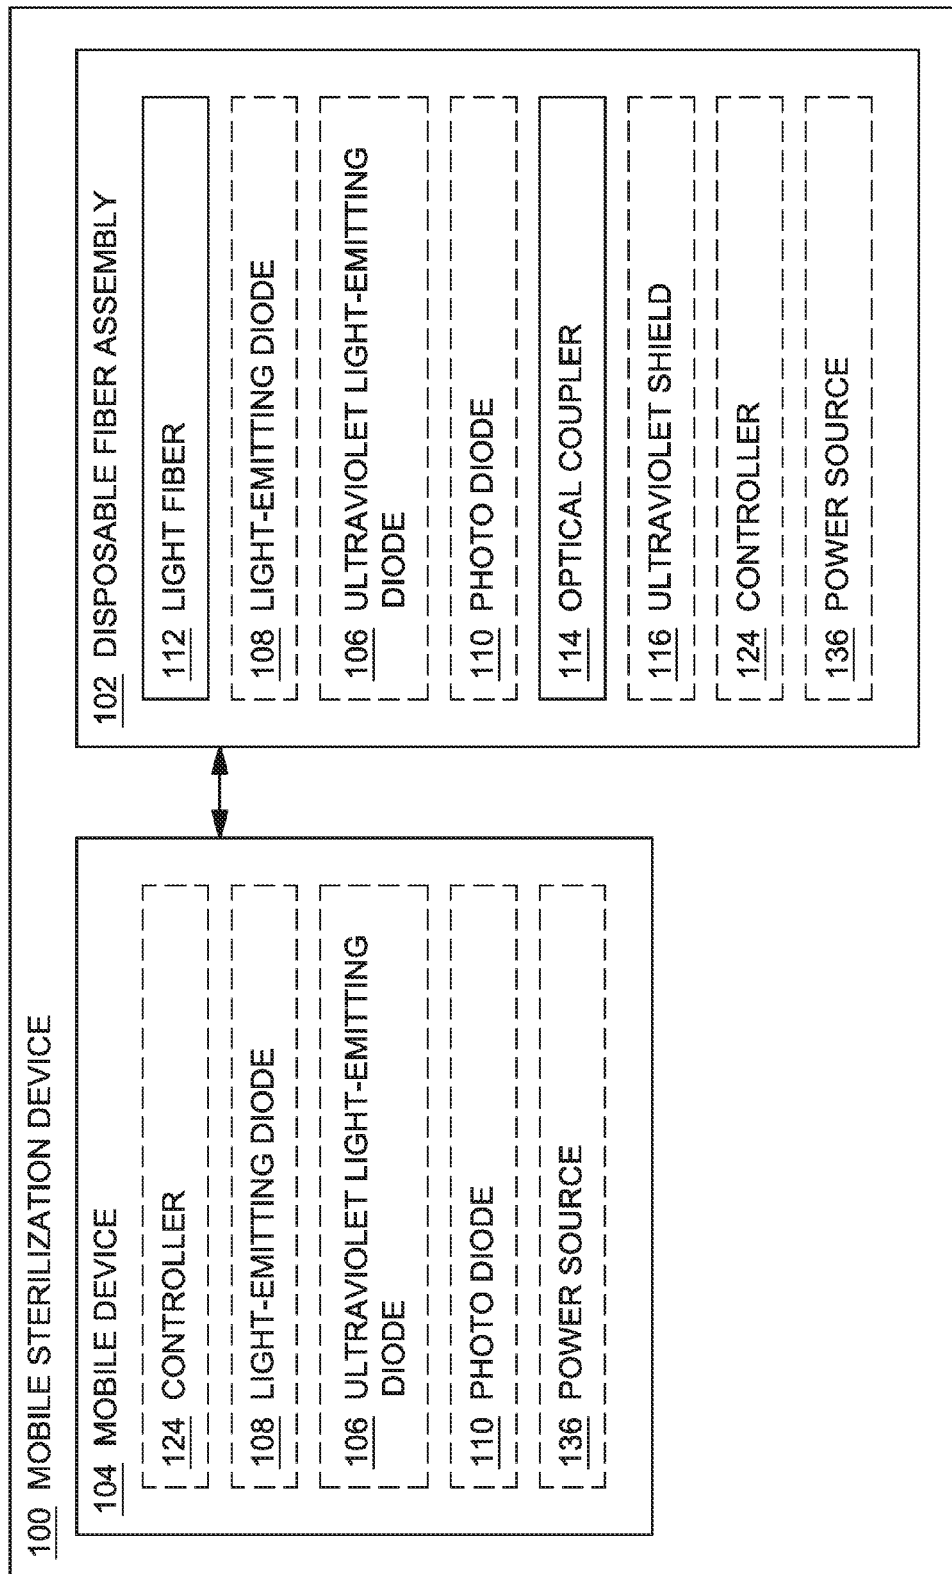 100 MOBILE STERILIZATION DEVICE
104 MOBILE DEVICE
124 CONTROLLER
108 LIGHT-EMITTING DIODE
106 ULTRAVIOLET LIGHT-EMITTING
DIODE
110 PHOTO DIODE
136 POWER SOURCE
102 DISPOSABLE FIBER ASSEMBLY
112 LIGHT FIBER
108 LIGHT-EMITTING DIODE
106 ULTRAVIOLET LIGHT-EMITTING
DIODE
110 PHOTO DIODE
114 OPTICAL COUPLER
116 ULTRAVIOLET SHIELD
124 CONTROLLER
136 POWER SOURCE